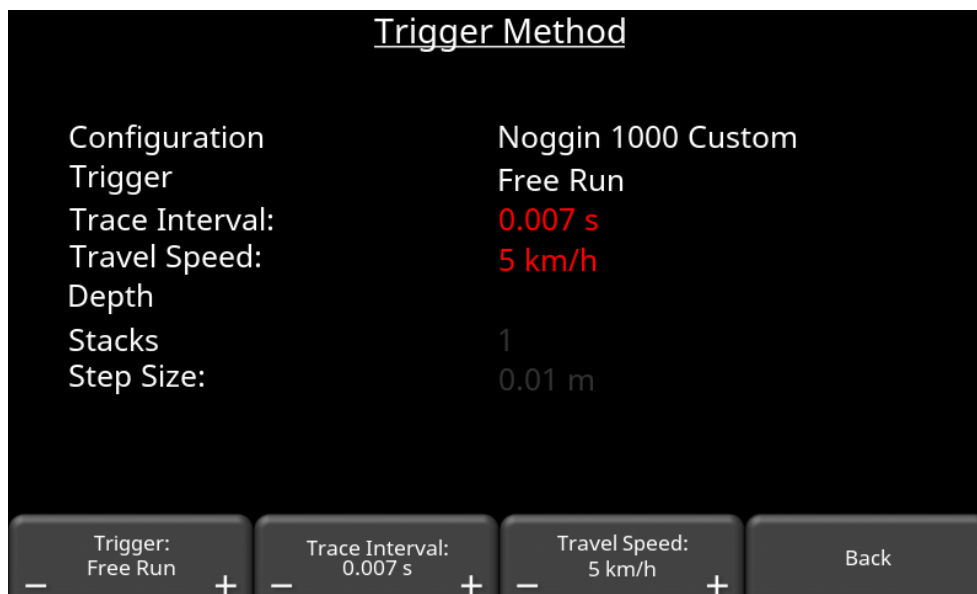 Trigger Method
Configuration Noggin 1000 Custom
Trigger Free Run
Trace Interval: 0.007 s
Travel Speed: 5 km/h
Depth
Stacks 1
Step Size: 0.01 m
Trigger:
Free Run
− +
Trace Interval:
0.007 s
− +
Travel Speed:
5 km/h
− +
Back